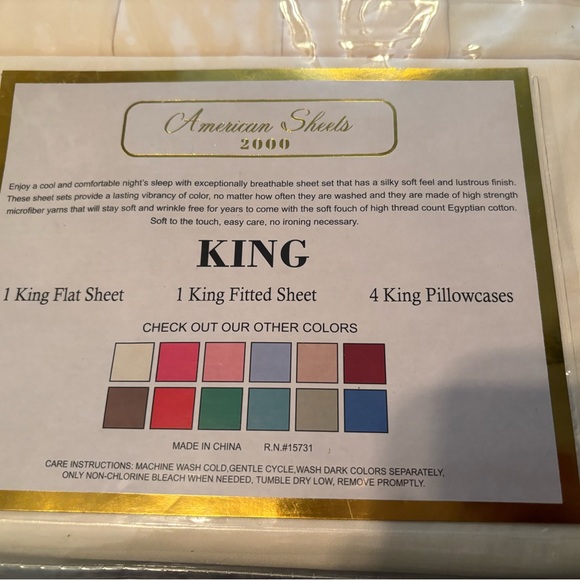 American Sheets
2000
Enjoy a cool and comfortable night's sleep with exceptionally breathable sheet set that has a silky soft feel and lustrous finish.
These sheet sets provide a lasting vibrancy of color, no matter how often they are washed and they are made of high strength
microfiber yarns that will stay soft and wrinkle free for years to come with the soft touch of high thread count Egyptian cotton.
Soft to the touch, easy care, no ironing necessary.
KING
1 King Flat Sheet 1 King Fitted Sheet 4 King Pillowcases
CHECK OUT OUR OTHER COLORS
MADE IN CHINA R.N.#15731
CARE INSTRUCTIONS: MACHINE WASH COLD,GENTLE CYCLE,WASH DARK COLORS SEPARATELY,
ONLY NON-CHLORINE BLEACH WHEN NEEDED, TUMBLE DRY LOW, REMOVE PROMPTLY.